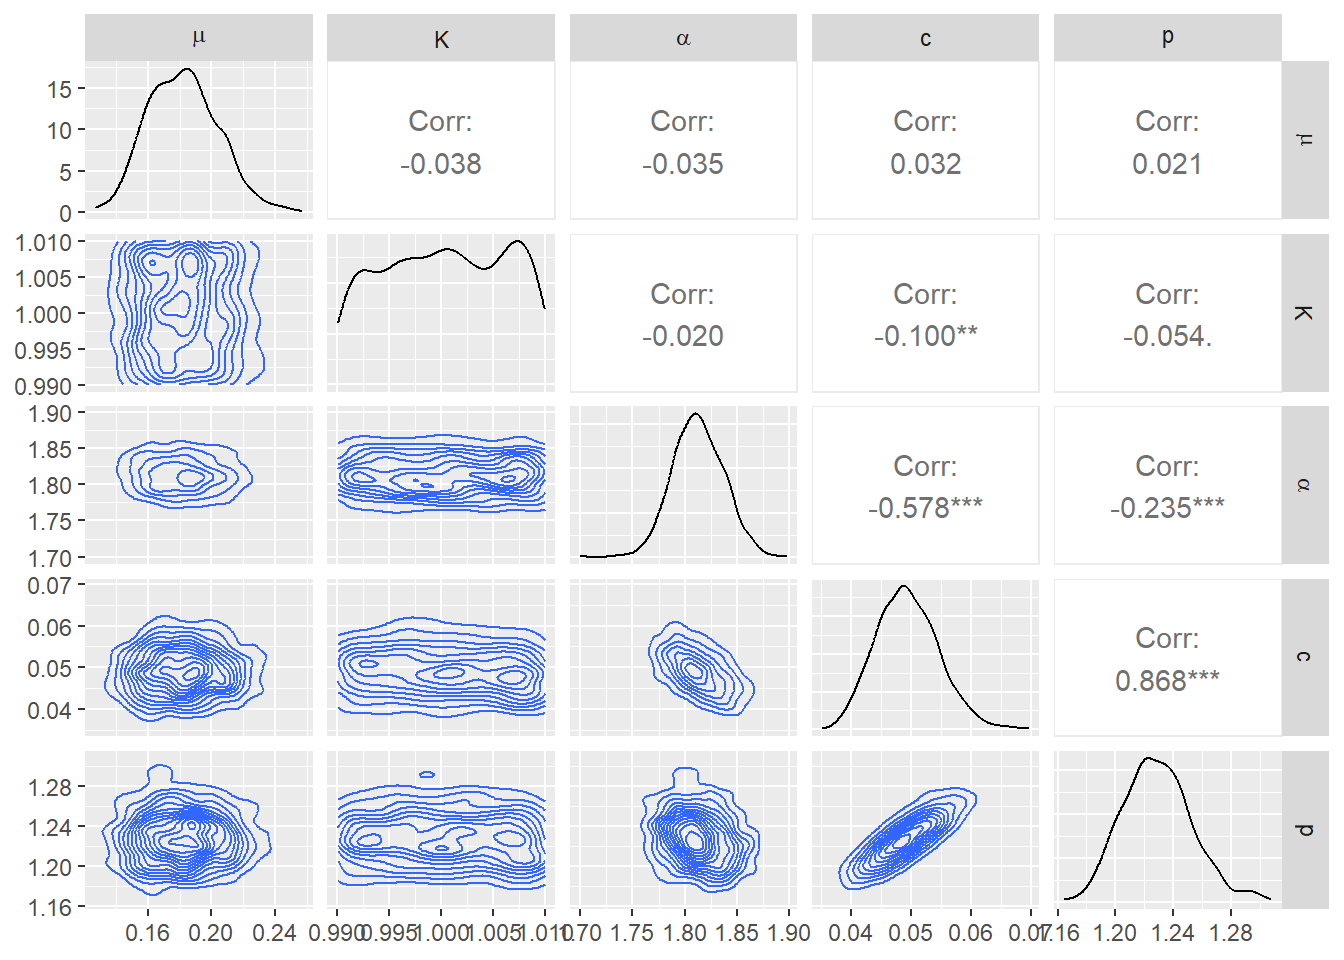 μ K α c p
15
10
5
0
Corr:
-0.038
Corr:
-0.035
Corr:
0.032
Corr:
0.021
μ
1.010
1.005
1.000
0.995
0.990
Corr:
-0.020
Corr:
-0.100**
Corr:
-0.054.
K
1.90
1.85
1.80
1.75
1.70
Corr:
-0.578***
Corr:
-0.235***
α
0.07
0.06
0.05
0.04
Corr:
0.868***
c
1.28
1.24
1.20
1.16
p
0.16 0.20 0.24 0.990 0.995 1.000 1.005 1.010 1.70 1.75 1.80 1.85 1.90 0.04 0.05 0.06 0.07 1.16 1.20 1.24 1.28